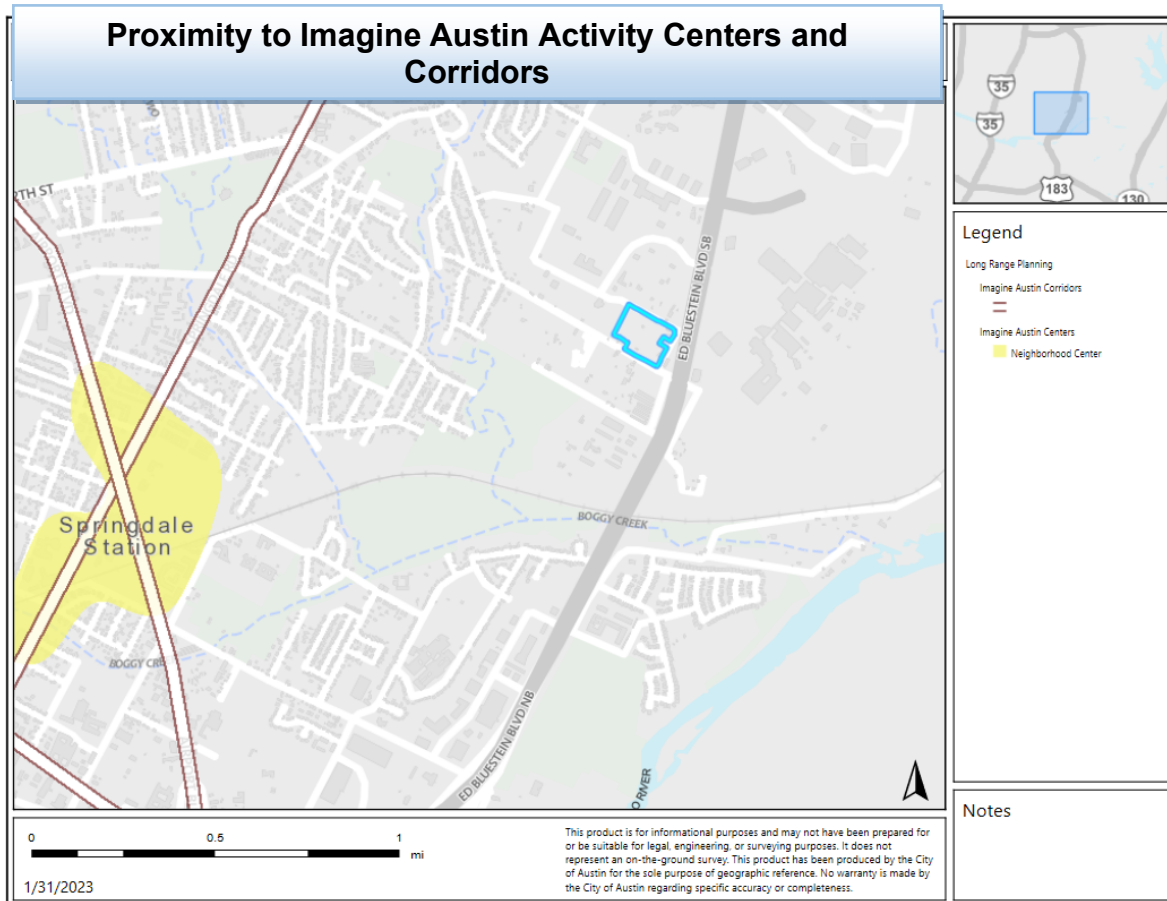 Proximity to Imagine Austin Activity Centers and
Corridors
35
35
183
130
TH ST
ED BLUESTEIN BLVD SB
Springdale
Station
BOGGY CREEK
BOGGY CRE
ED BLUESTEIN BLVD NB
O RIVER
Legend
Long Range Planning
Imagine Austin Corridors
Imagine Austin Centers
Neighborhood Center
Notes
0 0.5 1
mi
1/31/2023
This product is for informational purposes and may not have been prepared for
or be suitable for legal, engineering, or surveying purposes. It does not
represent an on-the-ground survey. This product has been produced by the City
of Austin for the sole purpose of geographic reference. No warranty is made by
the City of Austin regarding specific accuracy or completeness.